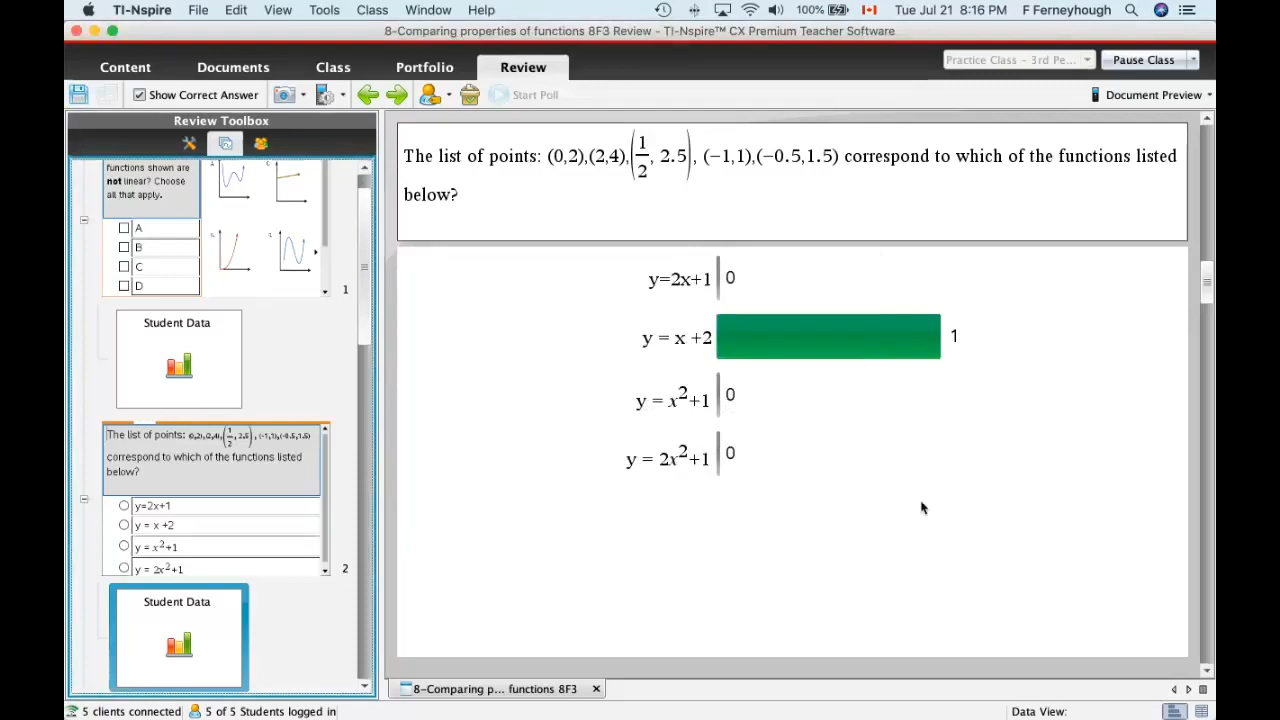 TI-Nspire File Edit View Tools Class Window Help 100% Tue Jul 21 8:16 PM F Ferneyhough
8-Comparing properties of functions 8F3 Review - TI-Nspire™ CX Premium Teacher Software
Content Documents Class Portfolio Review Practice Class – 3rd Pe... Pause Class
Show Correct Answer Start Poll Document Preview
Review Toolbox
functions shown are
not linear? Choose
all that apply.
A
B
C
D
1
Student Data
The list of points: (0,2),(2,4),(1/2, 2.5), (−1,1),(−0.5,1.5)
correspond to which of the functions listed
below?
y=2x+1
y = x +2
y = x²+1
y = 2x²+1
2
Student Data
The list of points: (0,2),(2,4),(1/2, 2.5), (−1,1),(−0.5,1.5) correspond to which of the functions listed
below?
y=2x+1 0
y = x +2 1
y = x²+1 0
y = 2x²+1 0
8-Comparing p... functions 8F3
5 clients connected 5 of 5 Students logged in Data View: